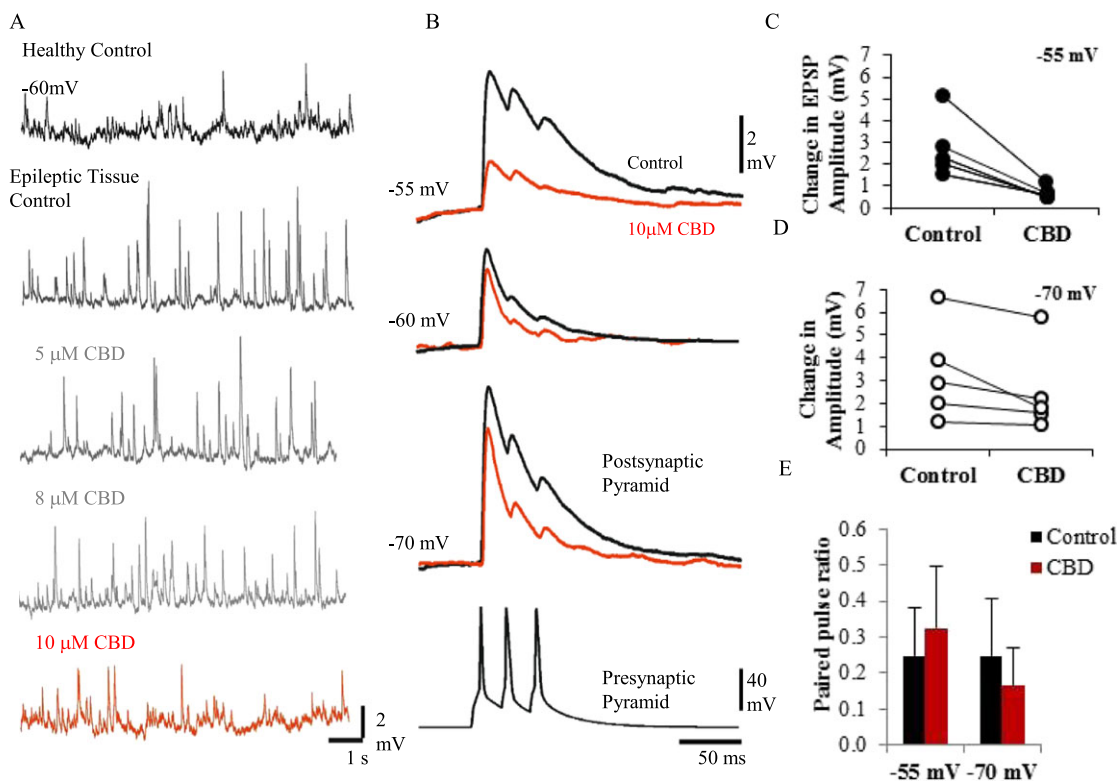 A
Healthy Control
-60mV
Epileptic Tissue
Control
5 μM CBD
8 μM CBD
10 μM CBD
2
mV
1 s
B
2
mV
Control
-55 mV
10μM CBD
-60 mV
Postsynaptic
Pyramid
-70 mV
Presynaptic
Pyramid
40
mV
50 ms
C
Change in EPSP
Amplitude (mV)
7
6
5
4
3
2
1
0
-55 mV
Control
CBD
D
Change in
Amplitude (mV)
7
6
5
4
3
2
1
0
-70 mV
Control
CBD
E
Paired pulse ratio
0.6
0.5
0.4
0.3
0.2
0.1
0.0
Control
CBD
-55 mV
-70 mV